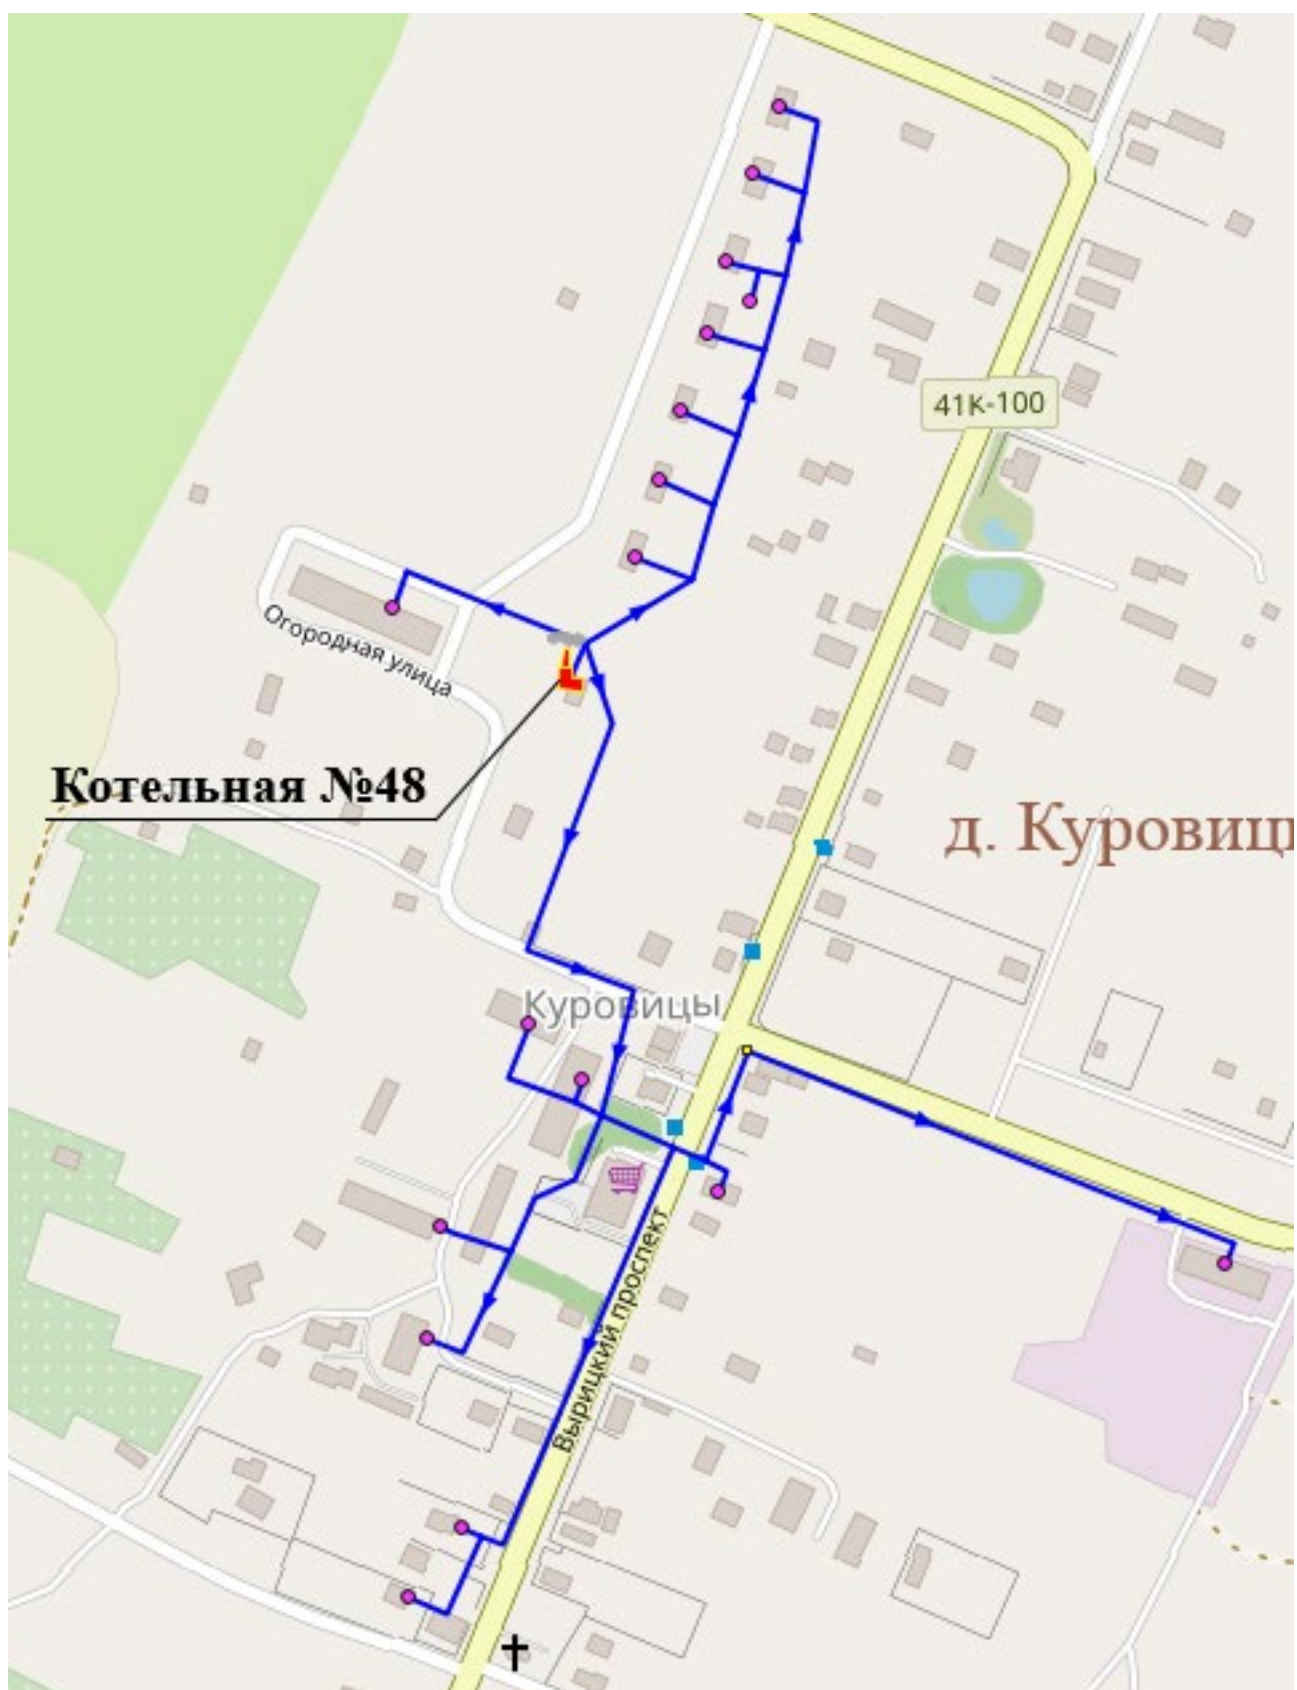 41К-100
Огородная улица
Котельная №48
д. Куровиц
Куровицы
Вырицкий проспект